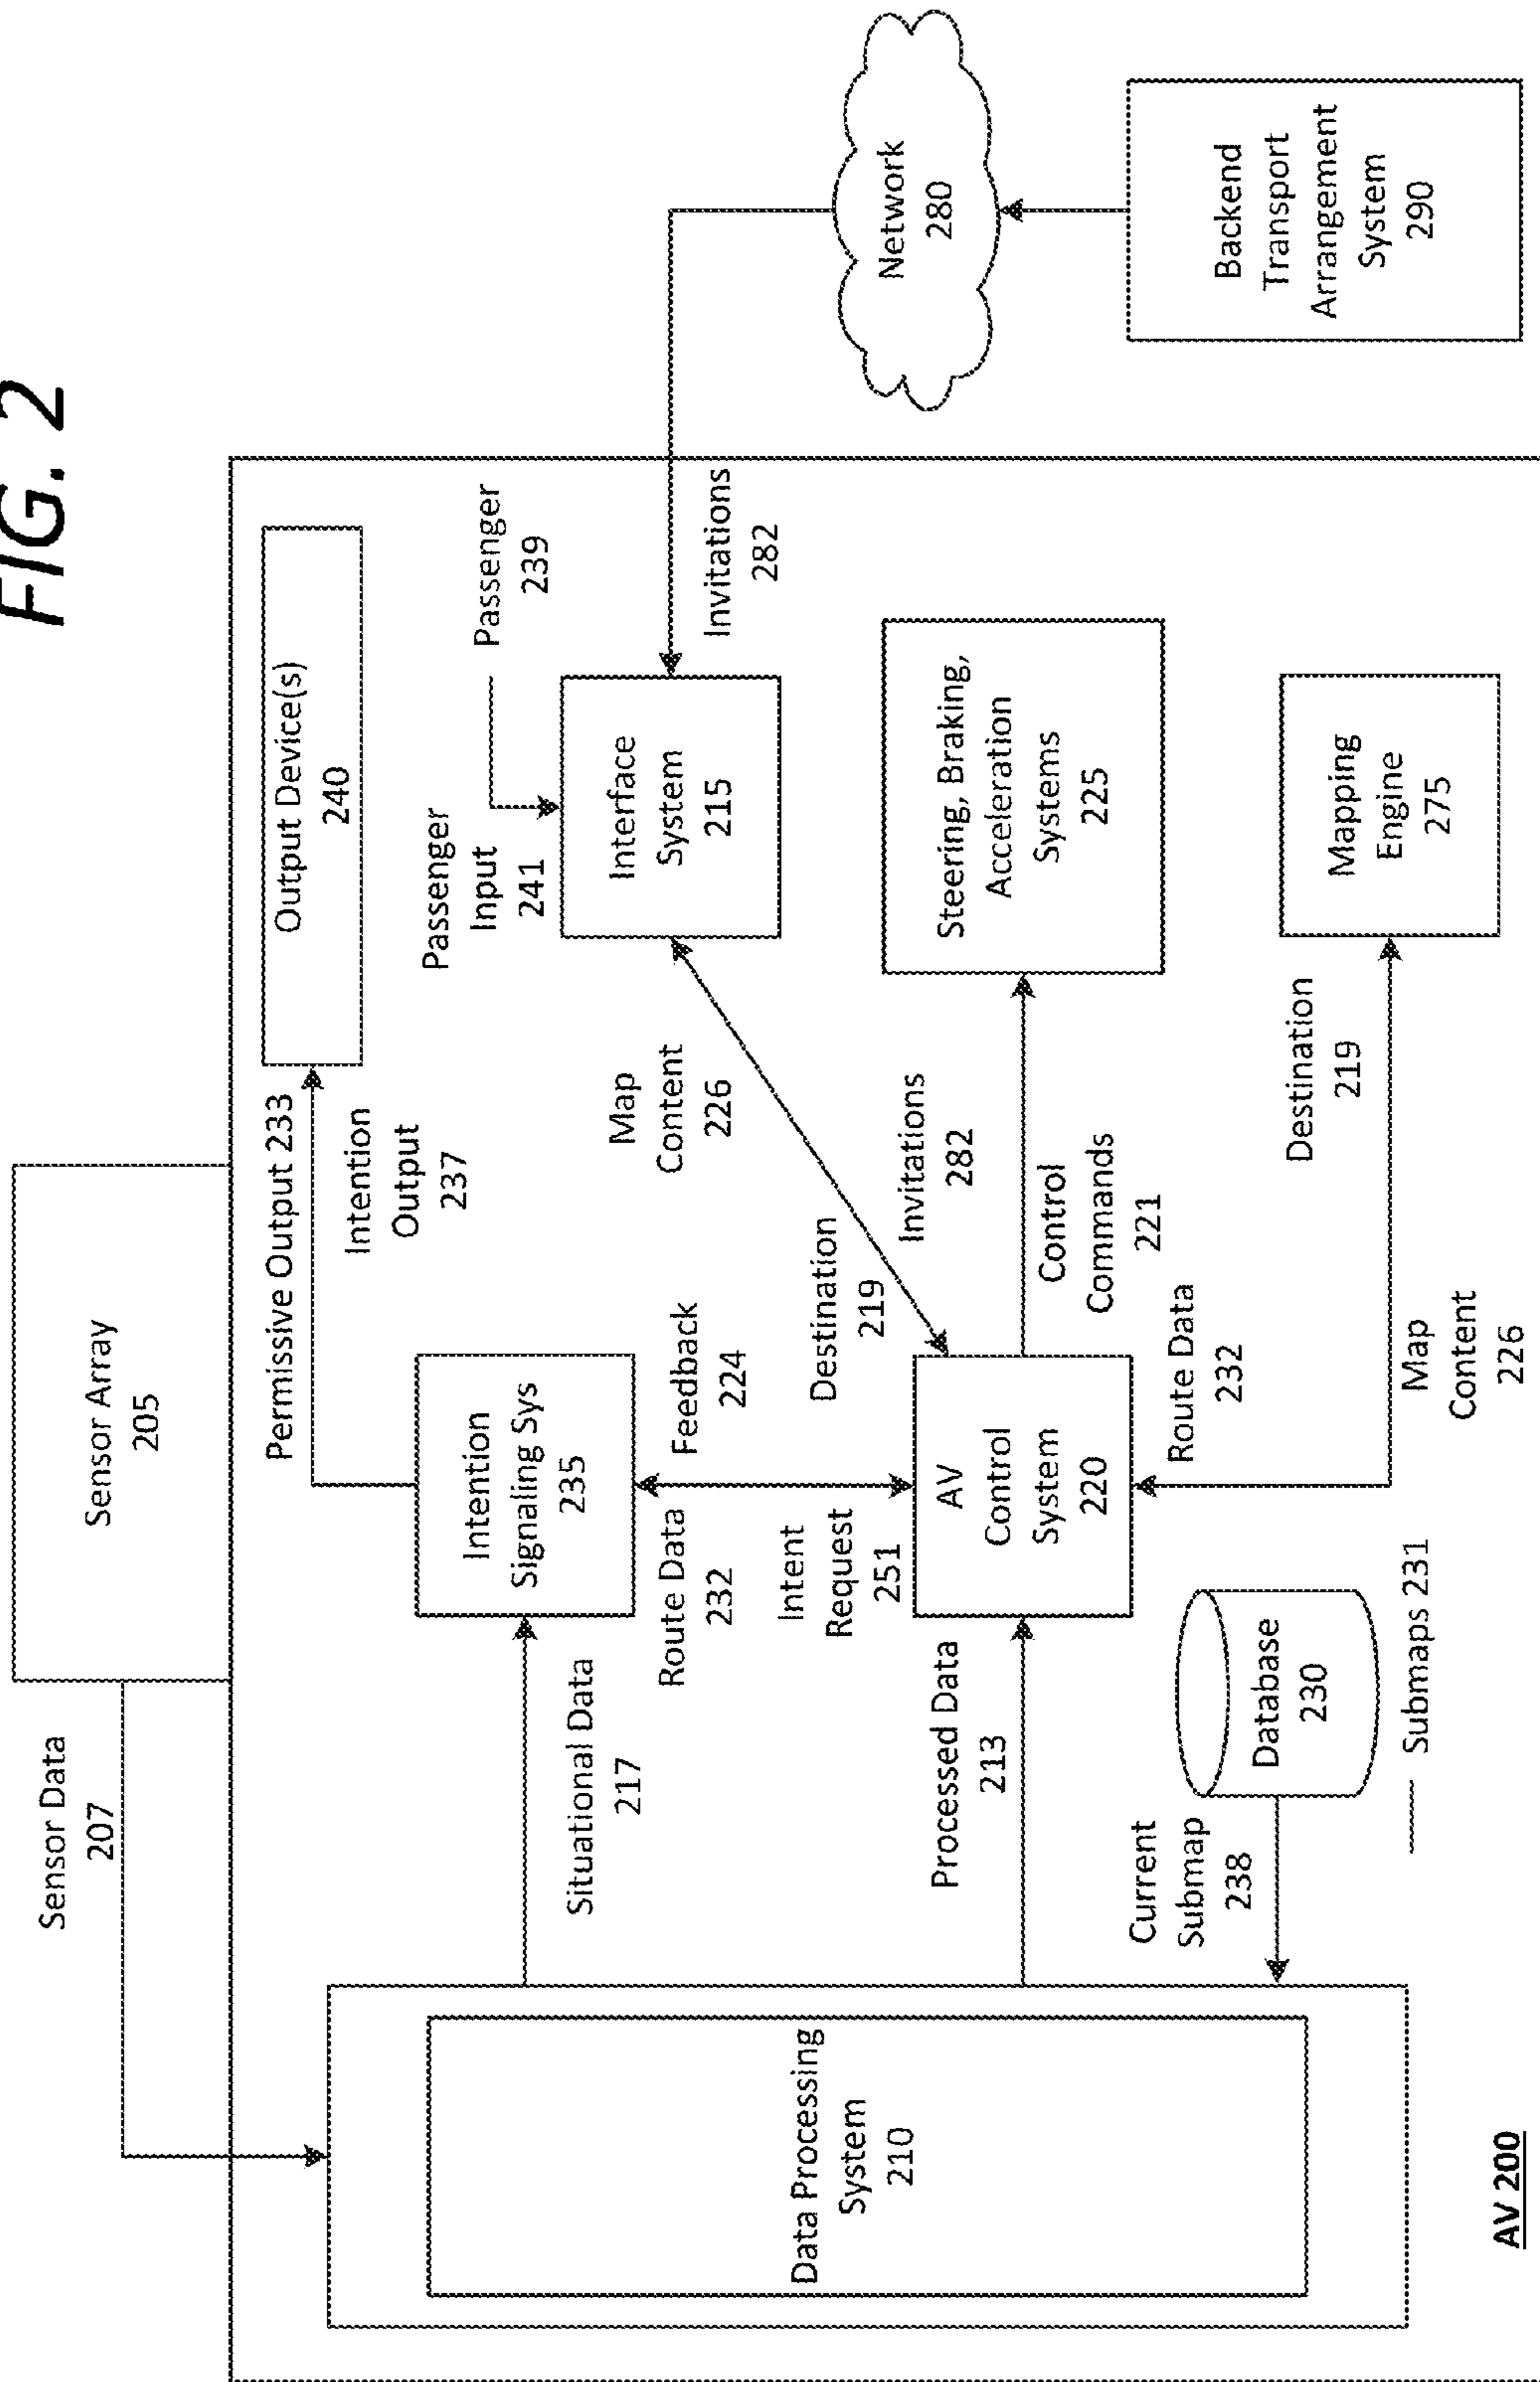 FIG. 2
Sensor Array
205
Sensor Data
207
Permissive Output 233
Intention
Output
237
Output Device(s)
240
Passenger
239
Passenger
Input
241
Intention
Signaling Sys
235
Situational Data
217
Feedback
224
Route Data
232
Intent
Request
251
Map
Content
226
Destination
219
Invitations
282
Interface
System
215
Invitations
282
Network
280
Backend
Transport
Arrangement
System
290
Data Processing
System
210
Processed Data
213
AV
Control
System
220
Control
Commands
221
Steering, Braking,
Acceleration
Systems
225
Current
Submap
238
Database
230
Submaps 231
Route Data
232
Destination
219
Map
Content
226
Mapping
Engine
275
AV 200